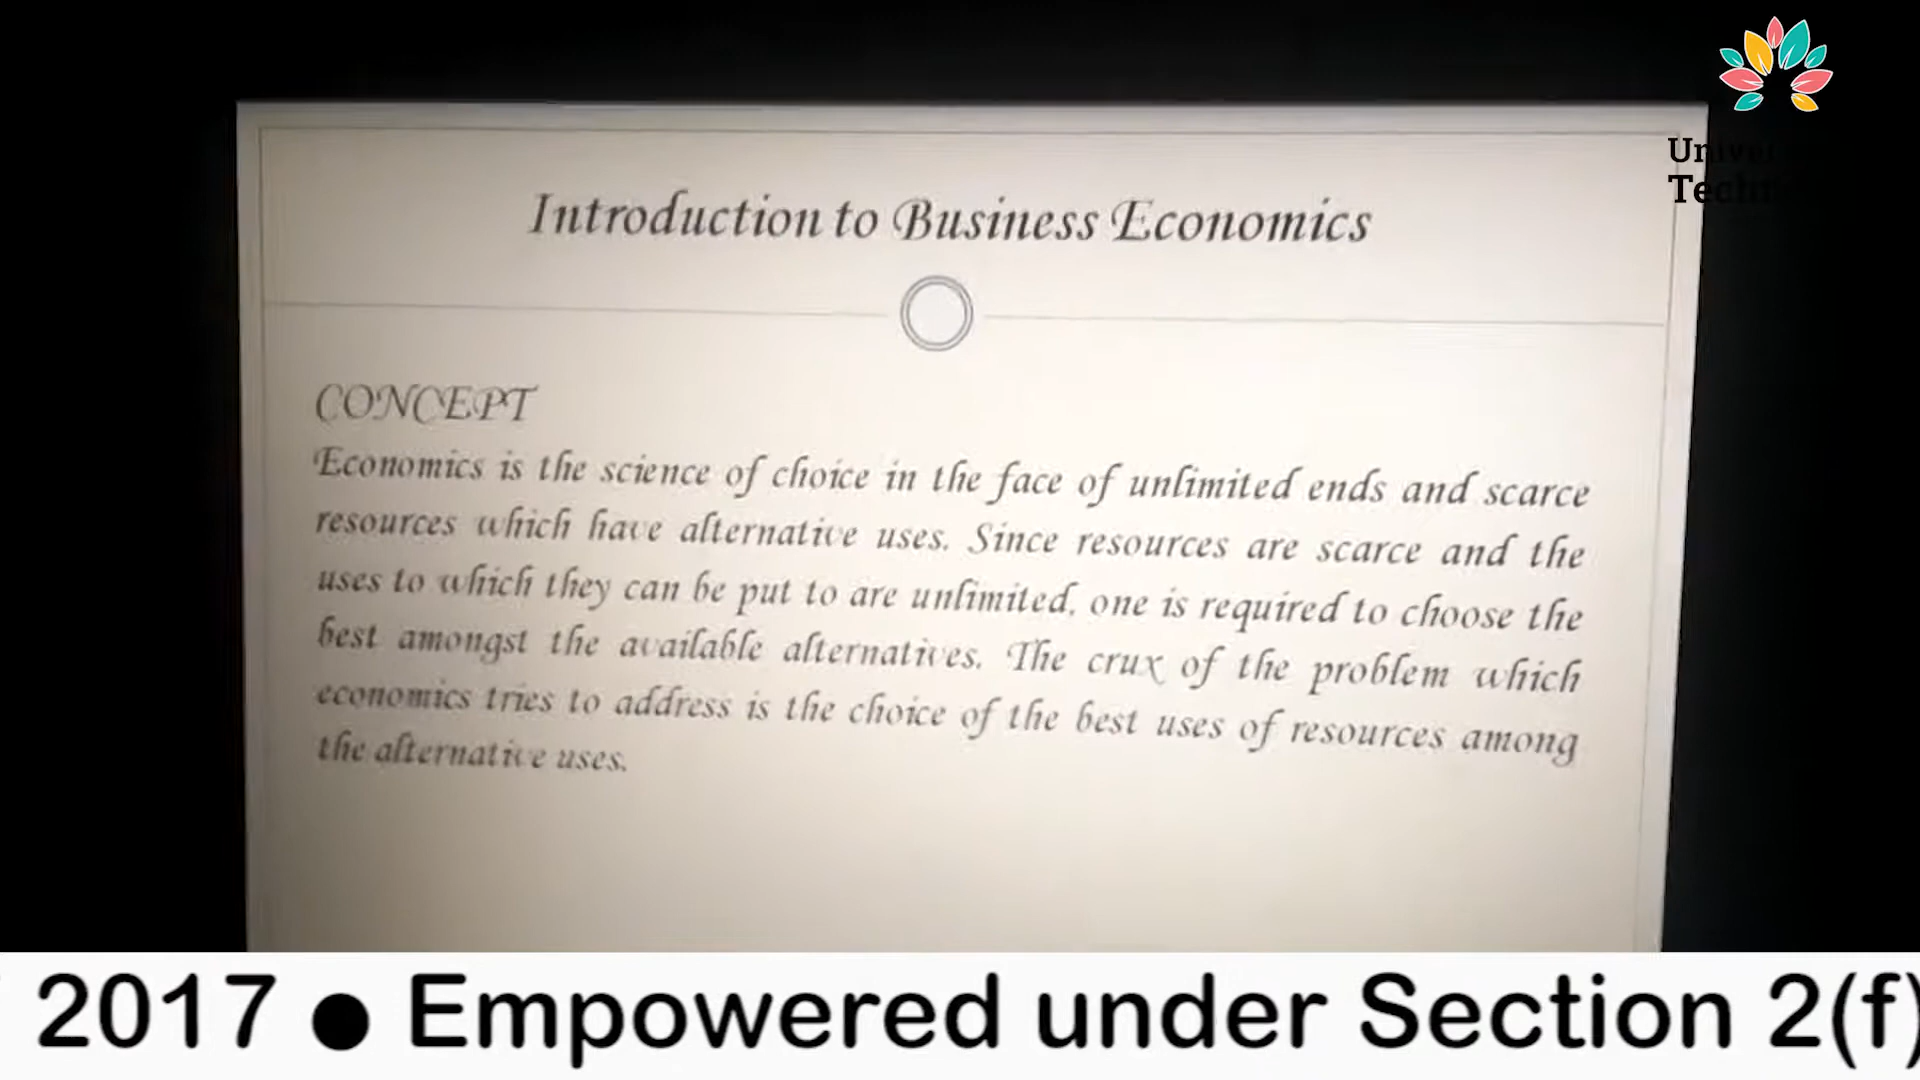 Introduction to Business Economics
CONCEPT
Economics is the science of choice in the face of unlimited ends and scarce
resources which have alternative uses. Since resources are scarce and the
uses to which they can be put to are unlimited, one is required to choose the
best amongst the available alternatives. The crux of the problem which
economics tries to address is the choice of the best uses of resources among
the alternative uses.
2017 ● Empowered under Section 2(f)